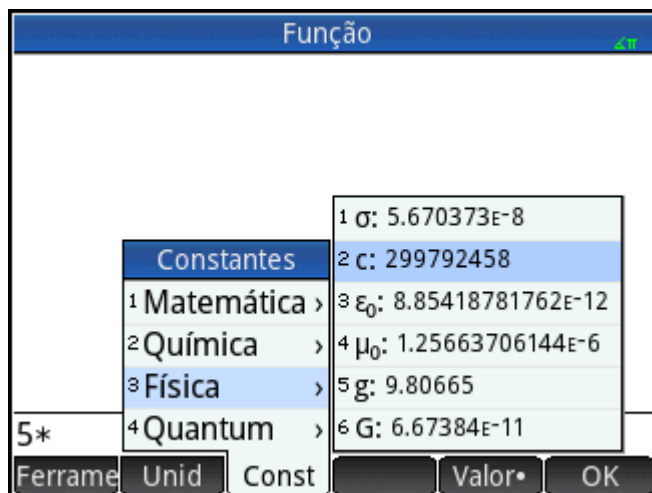 Função
∡π
1 σ: 5.670373E-8
Constantes
2 c: 299792458
1 Matemática ›
3 ε0: 8.85418781762E-12
2 Química ›
4 μ0: 1.25663706144E-6
3 Física ›
5 g: 9.80665
5*
4 Quantum ›
6 G: 6.67384E-11
Ferrame
Unid
Const
Valor•
OK